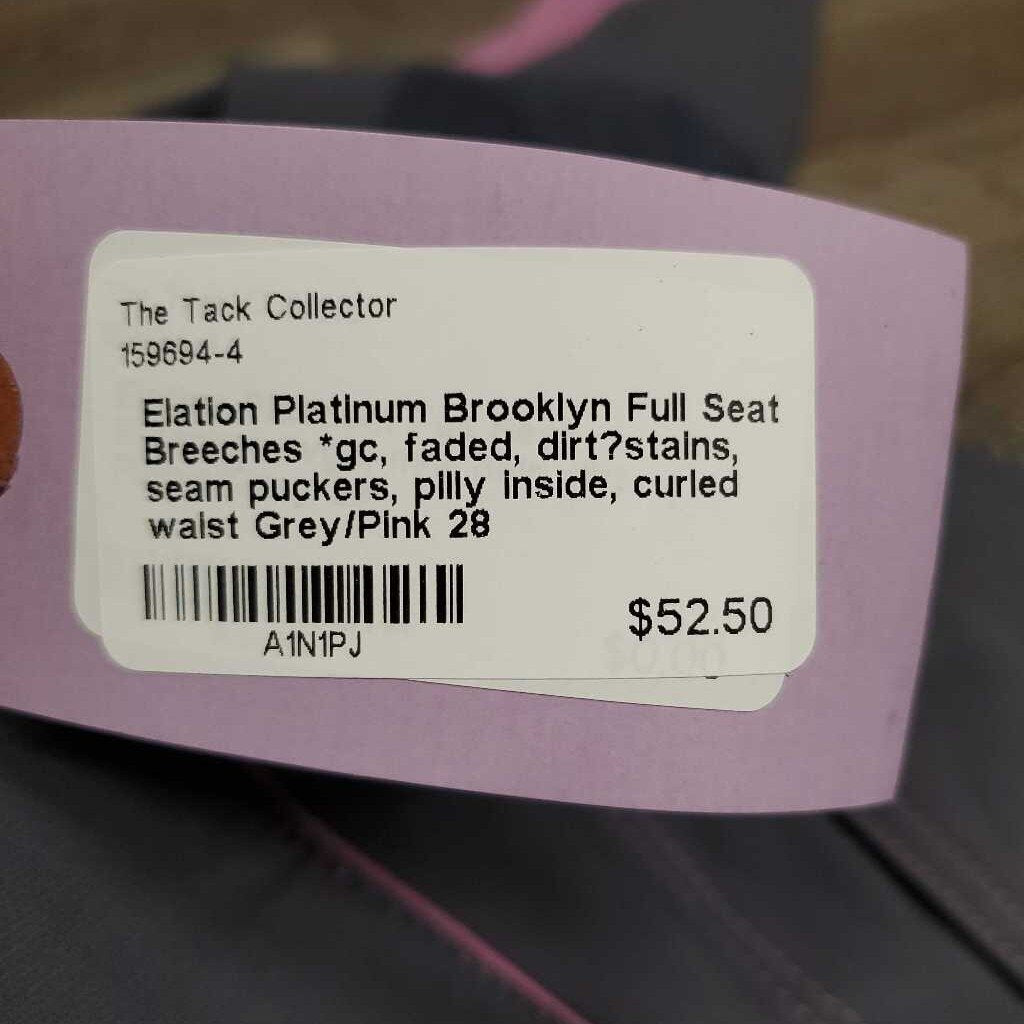 The Tack Collector
159694-4
Elation Platinum Brooklyn Full Seat
Breeches *gc, faded, dirt?stains,
seam puckers, pilly inside, curled
waist Grey/Pink 28
A1N1PJ
$52.50